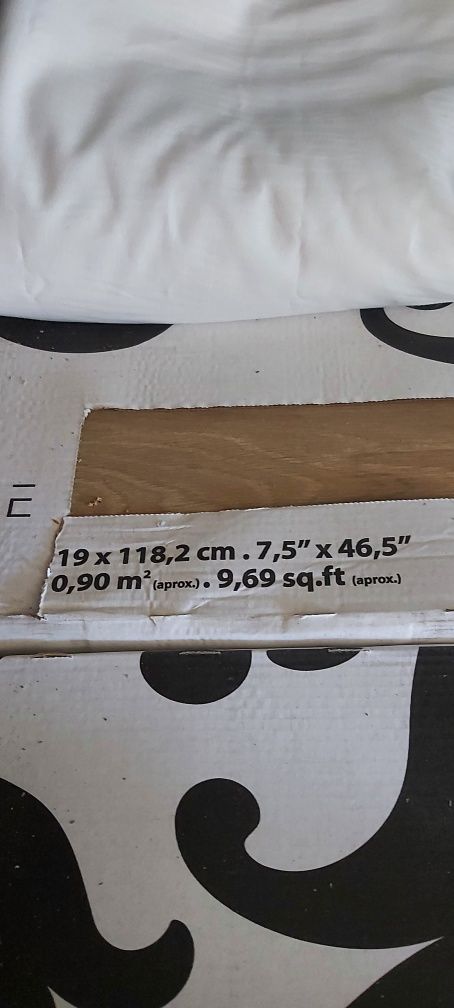 19 x 118,2 cm . 7,5” x 46,5”
0,90 m² (aprox.) . 9,69 sq.ft (aprox.)